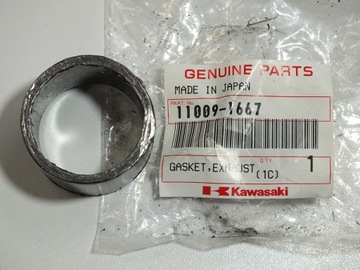 GENUINE PARTS
MADE IN JAPAN
PART No.
11009-1667
GASKET,EXHAUST(1C)
QTY
1
Kawasaki